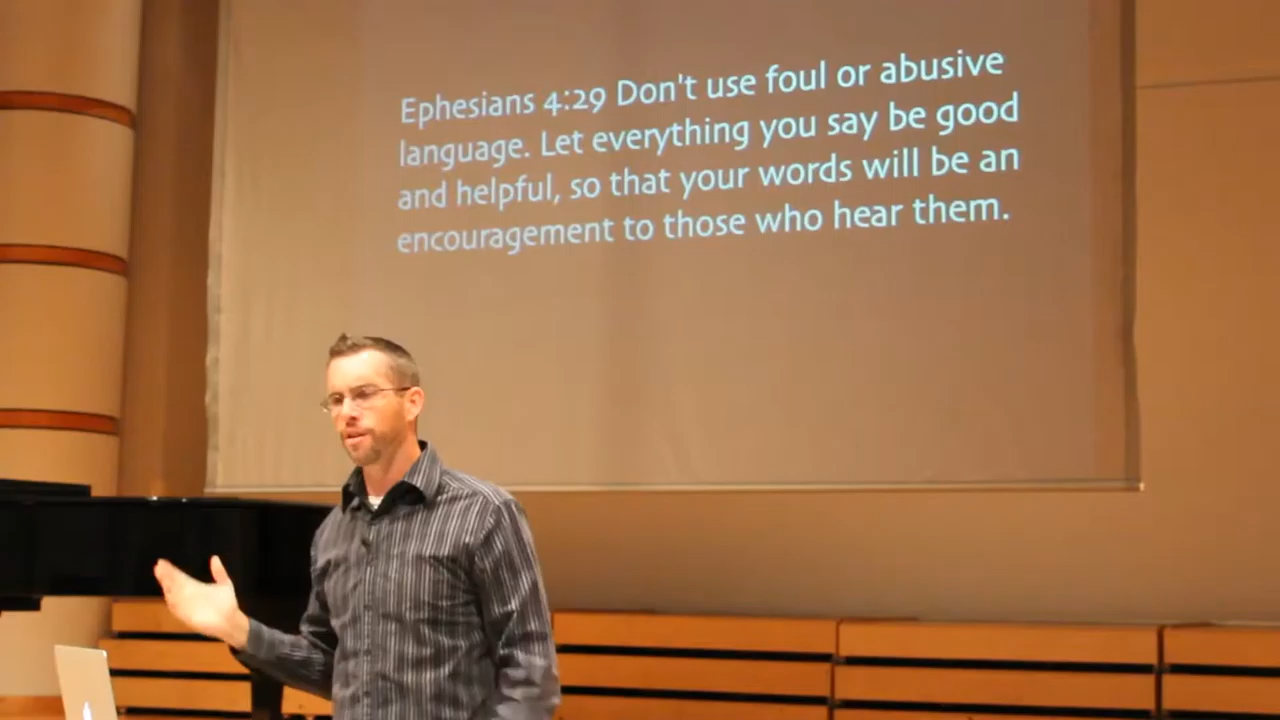 Ephesians 4:29 Don't use foul or abusive
language. Let everything you say be good
and helpful, so that your words will be an
encouragement to those who hear them.